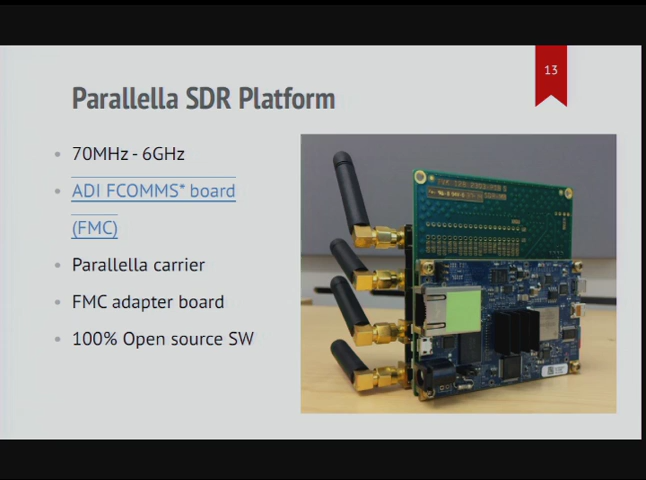 13
Parallella SDR Platform
70MHz - 6GHz
ADI FCOMMS* board
(FMC)
Parallella carrier
FMC adapter board
100% Open source SW